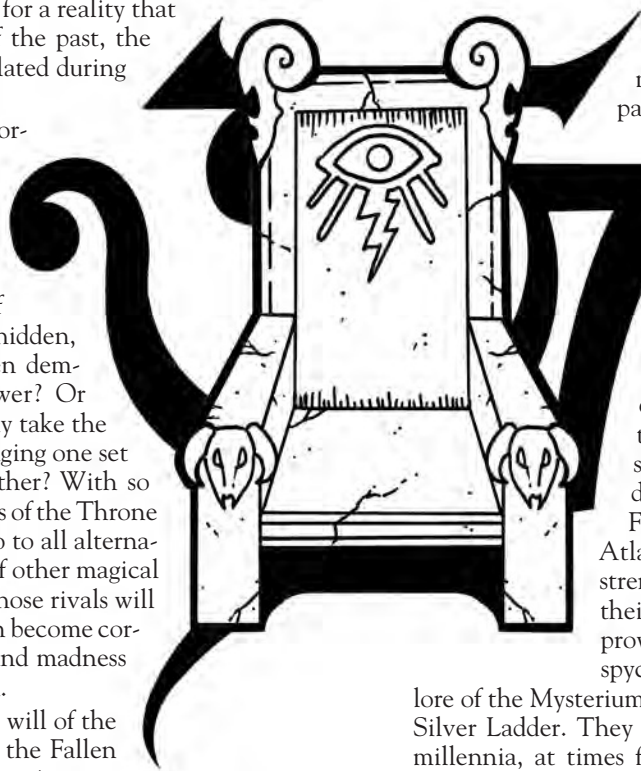 for a reality that
f the past, the
lated during
or-
f
hidden,
en dem-
wer? Or
y take the
ging one set
ther? With so
s of the Throne
p to all alterna-
f other magical
hose rivals will
n become cor-
nd madness
.
will of the
the Fallen
pa
t
s
d
F
Atla
stren
their
prov
spyc
lore of the Mysterium
Silver Ladder. They
millennia, at times f